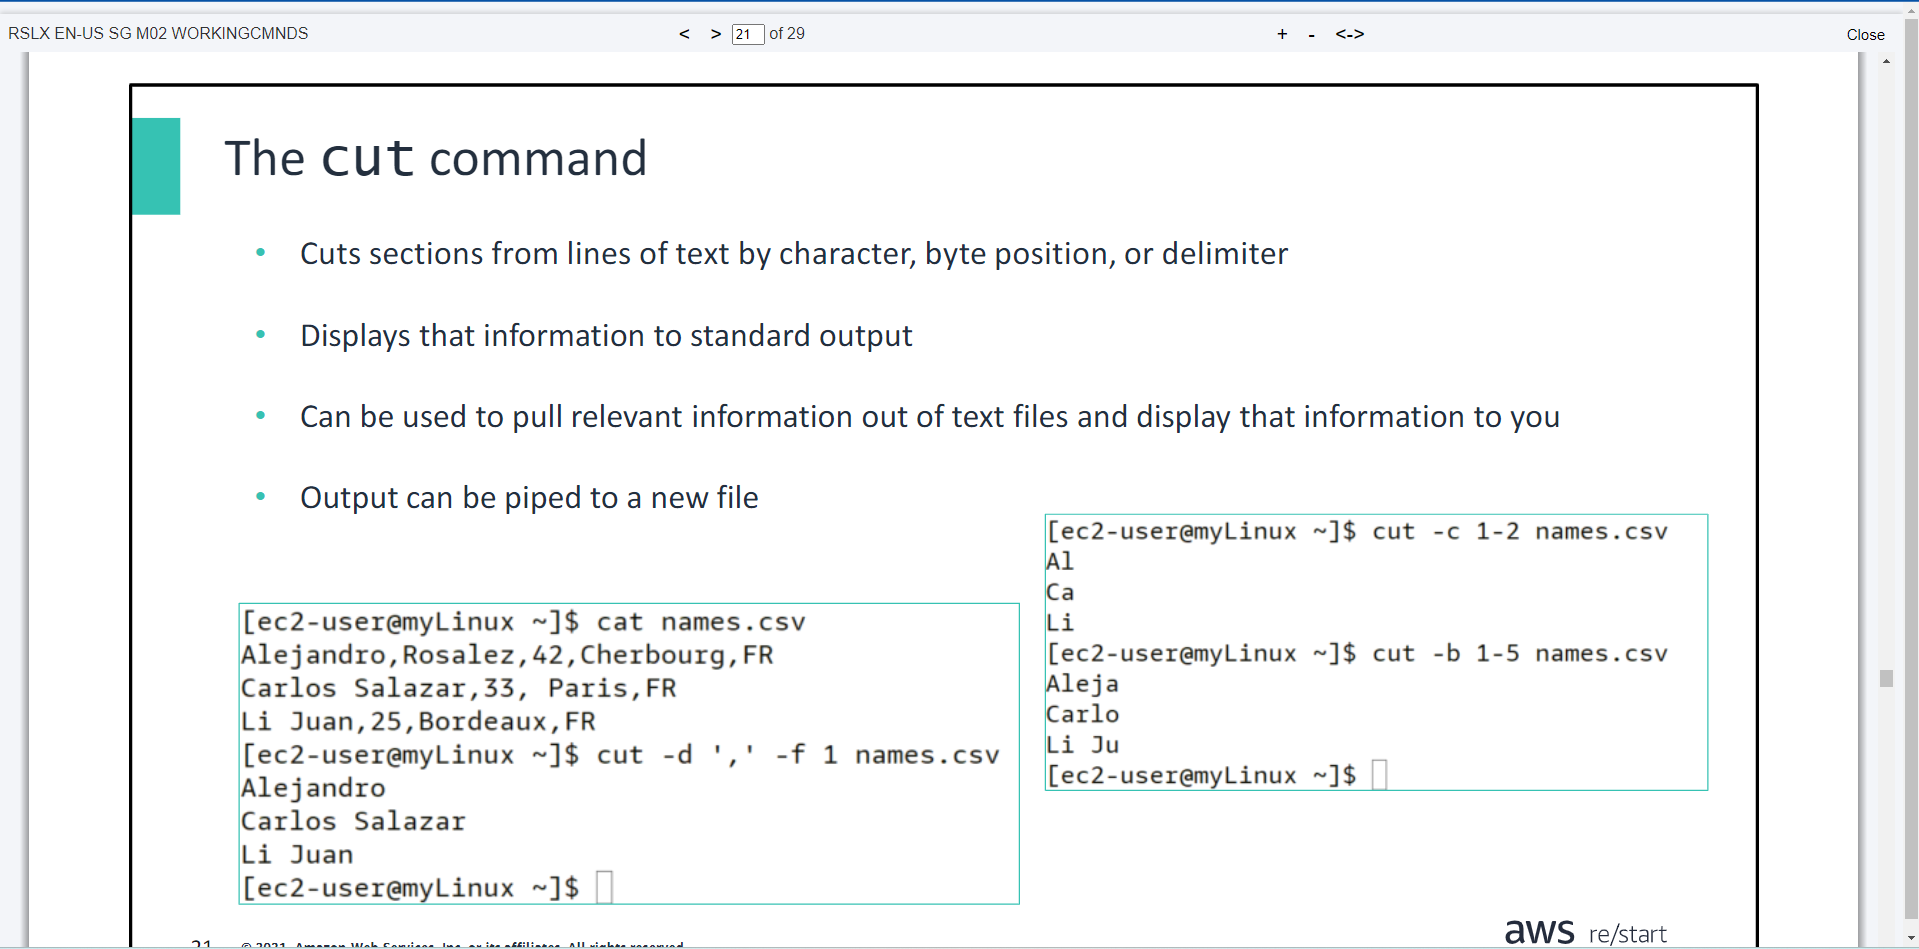 RSLX EN-US SG M02 WORKINGCMNDS
< > 21 of 29
+ - <->
Close
The cut command
• Cuts sections from lines of text by character, byte position, or delimiter
• Displays that information to standard output
• Can be used to pull relevant information out of text files and display that information to you
• Output can be piped to a new file
[ec2-user@myLinux ~]$ cat names.csv
Alejandro,Rosalez,42,Cherbourg,FR
Carlos Salazar,33, Paris,FR
Li Juan,25,Bordeaux,FR
[ec2-user@myLinux ~]$ cut -d ',' -f 1 names.csv
Alejandro
Carlos Salazar
Li Juan
[ec2-user@myLinux ~]$
[ec2-user@myLinux ~]$ cut -c 1-2 names.csv
Al
Ca
Li
[ec2-user@myLinux ~]$ cut -b 1-5 names.csv
Aleja
Carlo
Li Ju
[ec2-user@myLinux ~]$
21 © 2021, Amazon Web Services, Inc. or its affiliates. All rights reserved.
aws re/start